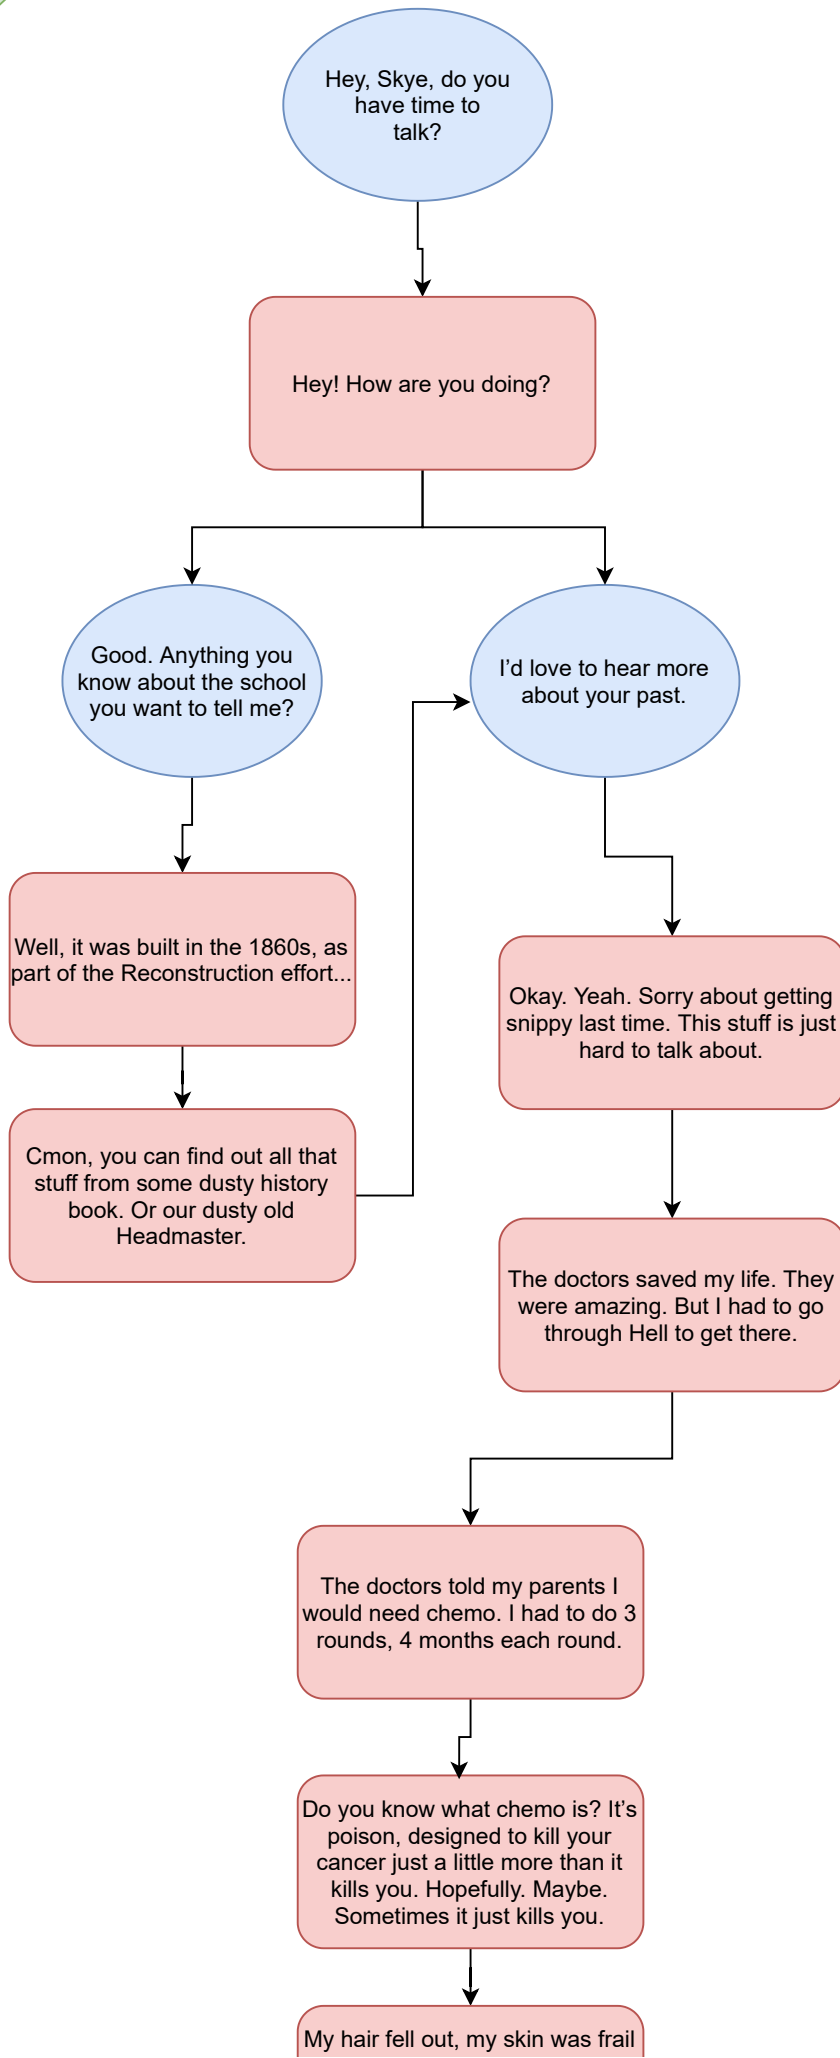 Hey, Skye, do you
have time to
talk?
Hey! How are you doing?
Good. Anything you
know about the school
you want to tell me?
I’d love to hear more
about your past.
Well, it was built in the 1860s, as
part of the Reconstruction effort...
Okay. Yeah. Sorry about getting
snippy last time. This stuff is just
hard to talk about.
Cmon, you can find out all that
stuff from some dusty history
book. Or our dusty old
Headmaster.
The doctors saved my life. They
were amazing. But I had to go
through Hell to get there.
The doctors told my parents I
would need chemo. I had to do 3
rounds, 4 months each round.
Do you know what chemo is? It’s
poison, designed to kill your
cancer just a little more than it
kills you. Hopefully. Maybe.
Sometimes it just kills you.
My hair fell out, my skin was frail